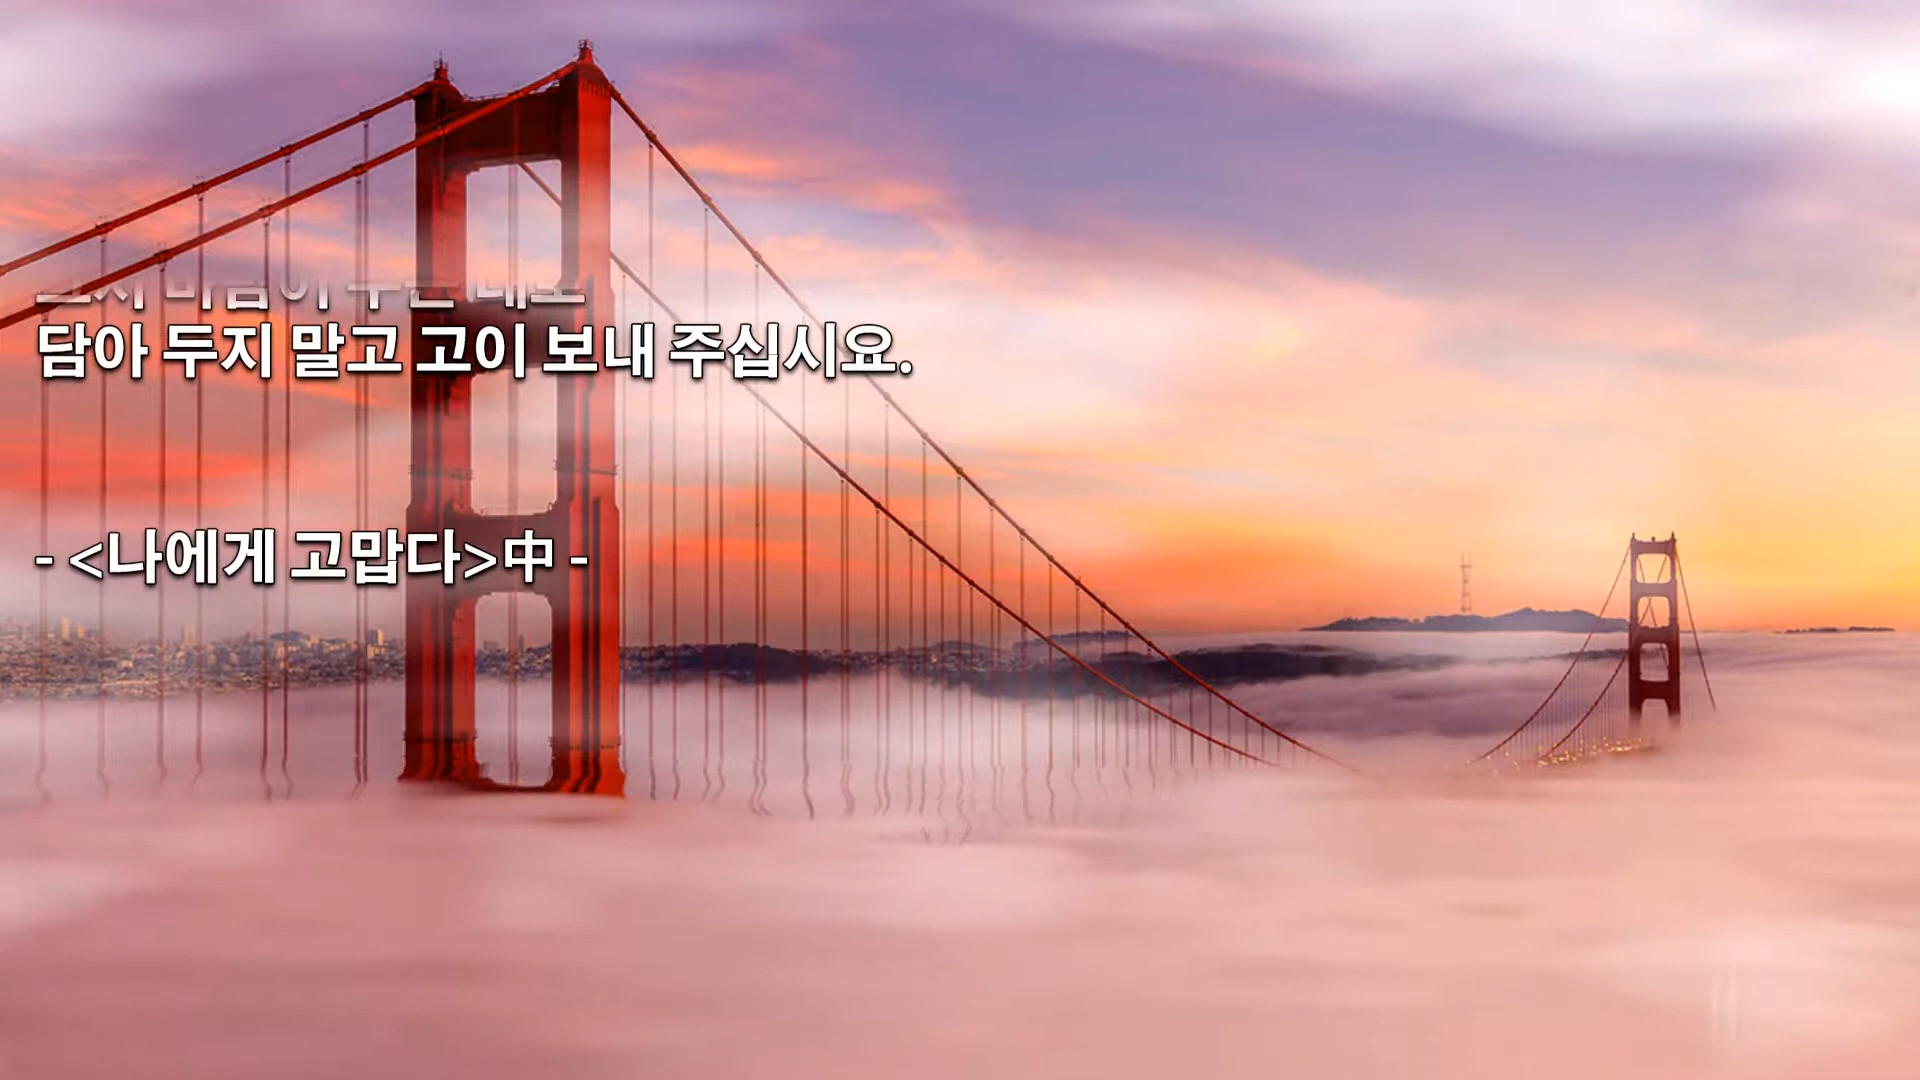 담아 두지 말고 고이 보내 주십시요.
- <나에게 고맙다>中 -